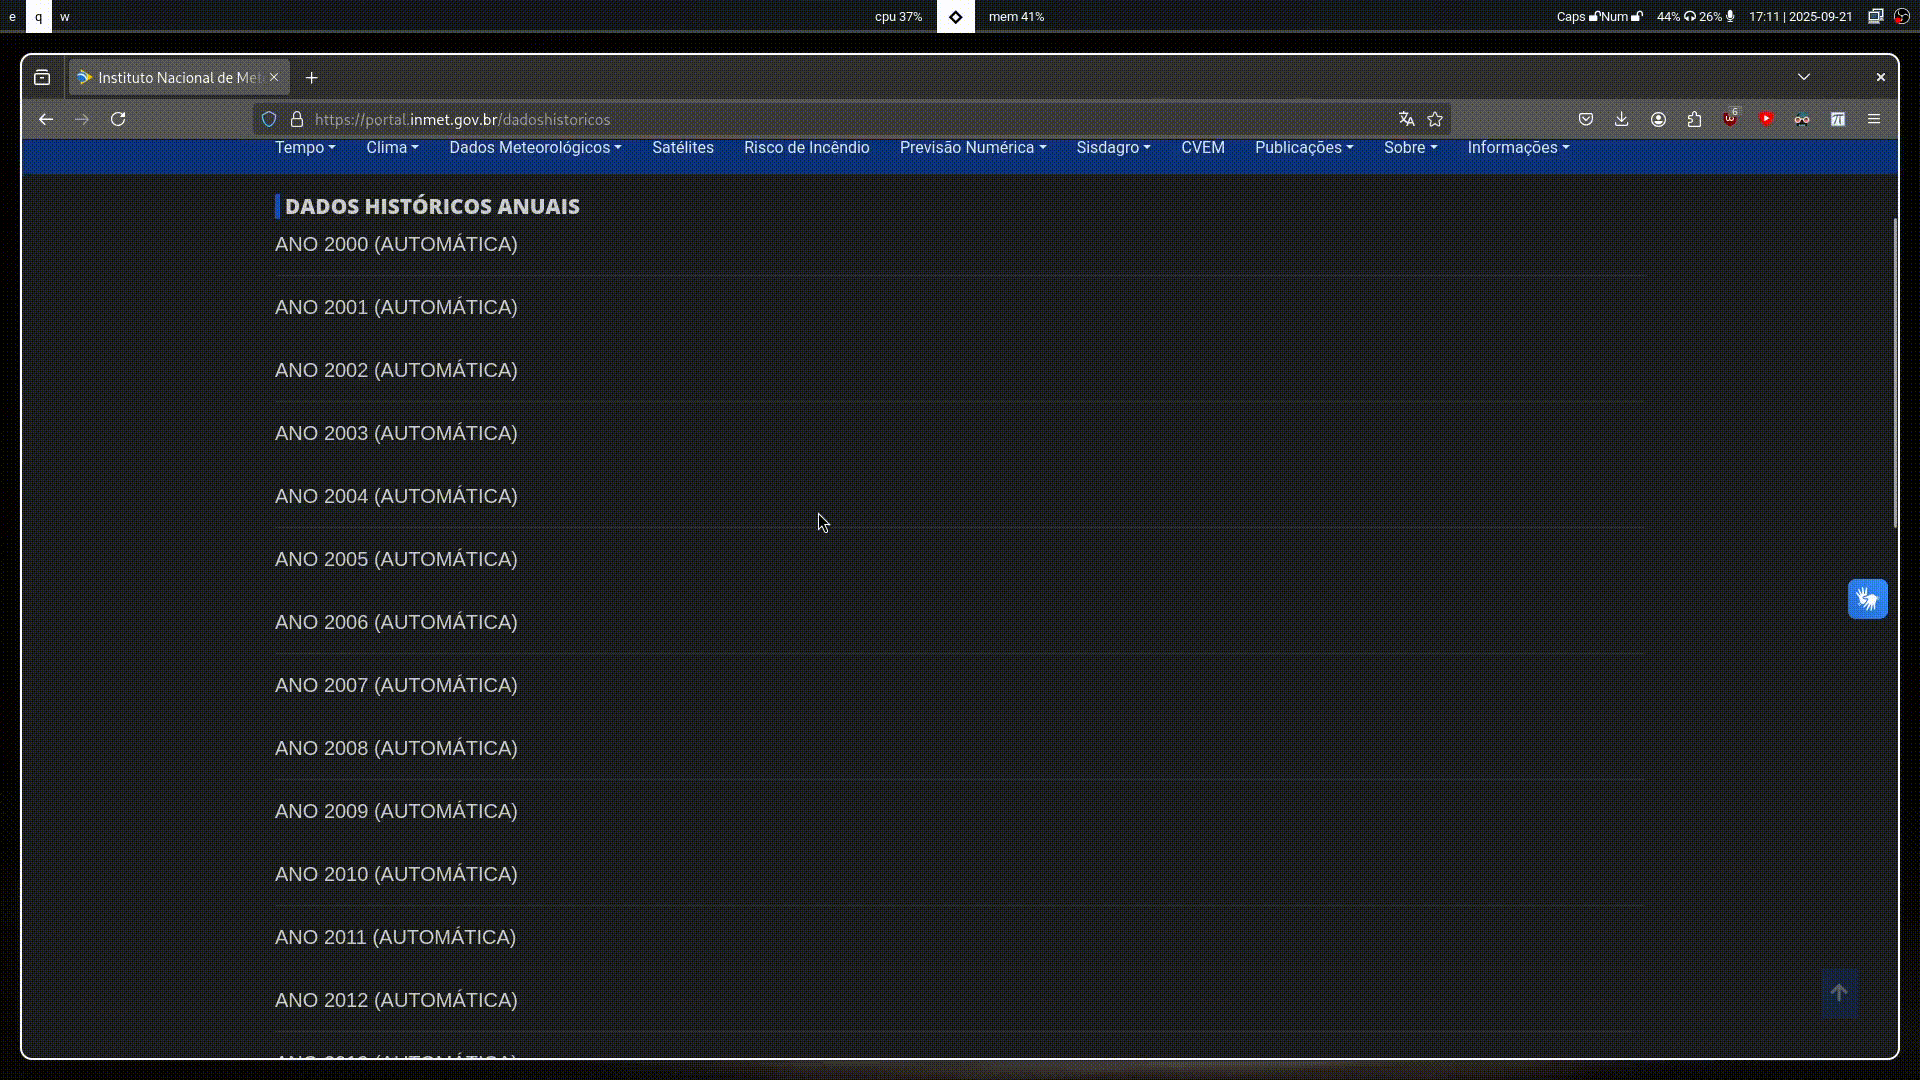 e q w cpu 37% mem 41% Caps Num 44% 26% 17:11 | 2025-09-21
Instituto Nacional de Met
https://portal.inmet.gov.br/dadoshistoricos 6
Tempo Clima Dados Meteorológicos Satélites Risco de Incêndio Previsão Numérica Sisdagro CVEM Publicações Sobre Informações
DADOS HISTÓRICOS ANUAIS
ANO 2000 (AUTOMÁTICA)
ANO 2001 (AUTOMÁTICA)
ANO 2002 (AUTOMÁTICA)
ANO 2003 (AUTOMÁTICA)
ANO 2004 (AUTOMÁTICA)
ANO 2005 (AUTOMÁTICA)
ANO 2006 (AUTOMÁTICA)
ANO 2007 (AUTOMÁTICA)
ANO 2008 (AUTOMÁTICA)
ANO 2009 (AUTOMÁTICA)
ANO 2010 (AUTOMÁTICA)
ANO 2011 (AUTOMÁTICA)
ANO 2012 (AUTOMÁTICA)